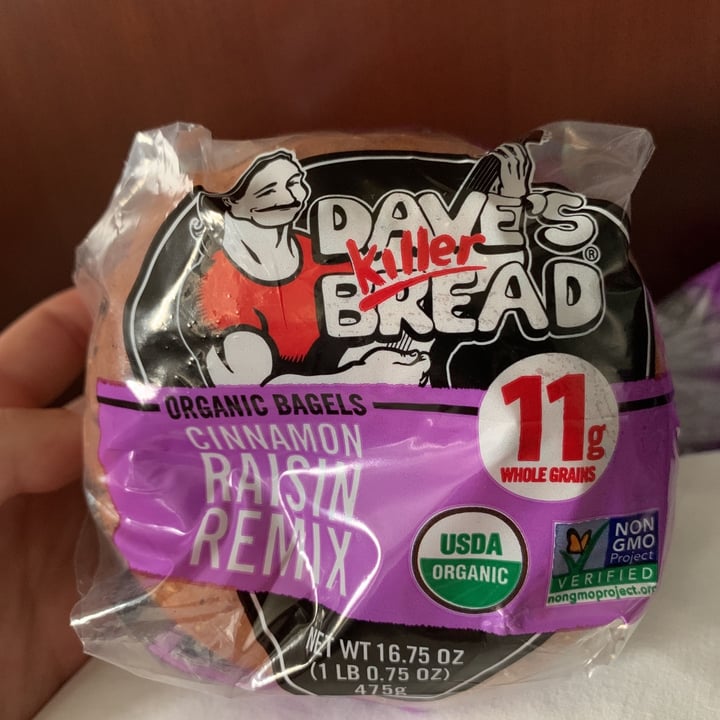 DAVE'S
killer
BREAD®
ORGANIC BAGELS
CINNAMON
RAISIN
REMIX
11g
WHOLE GRAINS
USDA
ORGANIC
NON
GMO
Project
VERIFIED
nongmoproject.org
NET WT 16.75 OZ
(1 LB 0.75 OZ)
475g